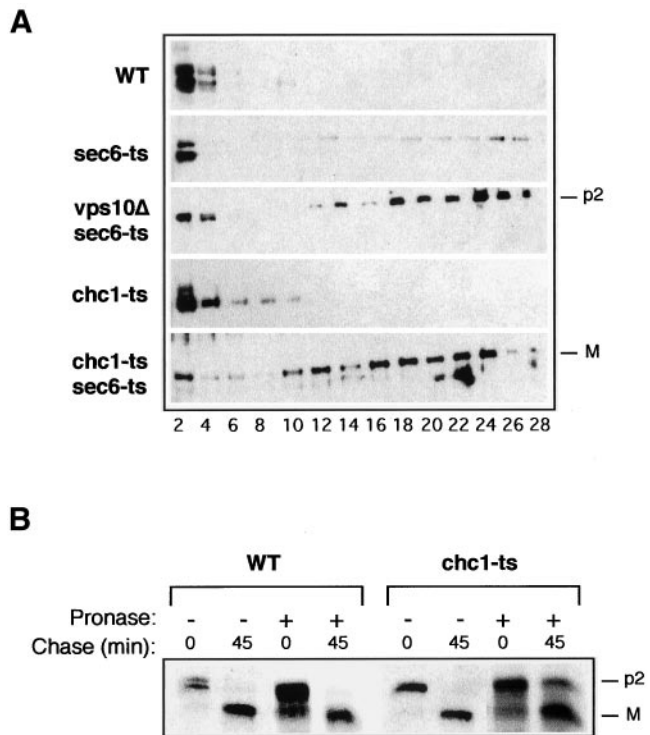 A
WT
sec6-ts
vps10Δ
sec6-ts
p2
chc1-ts
chc1-ts
sec6-ts
M
2 4 6 8 10 12 14 16 18 20 22 24 26 28
B
WT chc1-ts
Pronase: - - + + - - + +
Chase (min): 0 45 0 45 0 45 0 45
p2
M